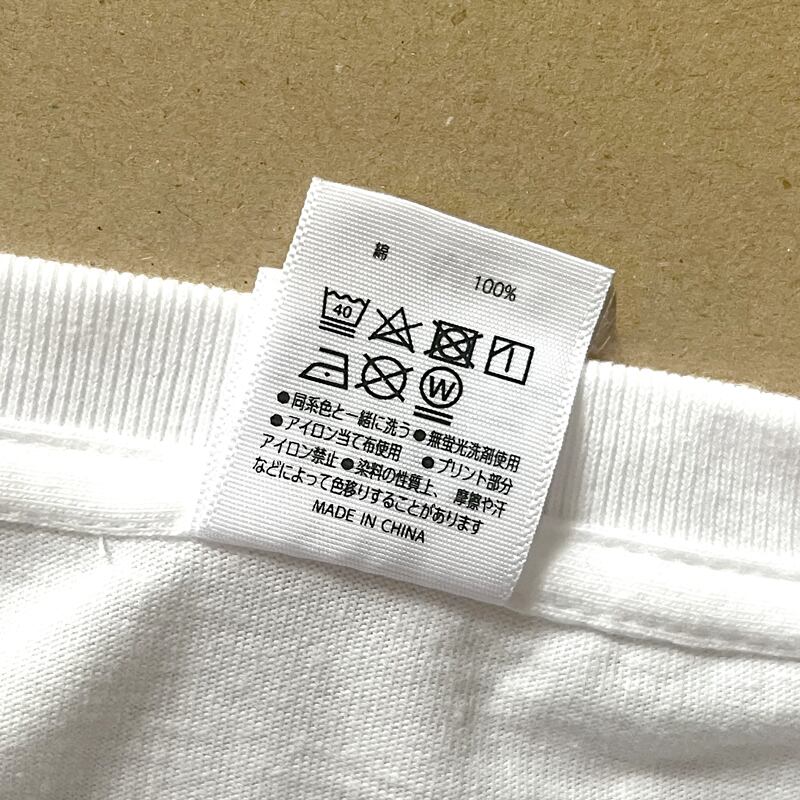 綿 100%
40
W
●同系色と一緒に洗う●無蛍光洗剤使用
●アイロン当て布使用 ●プリント部分
アイロン禁止●染料の性質上、摩擦や汗
などによって色移りすることがあります
MADE IN CHINA